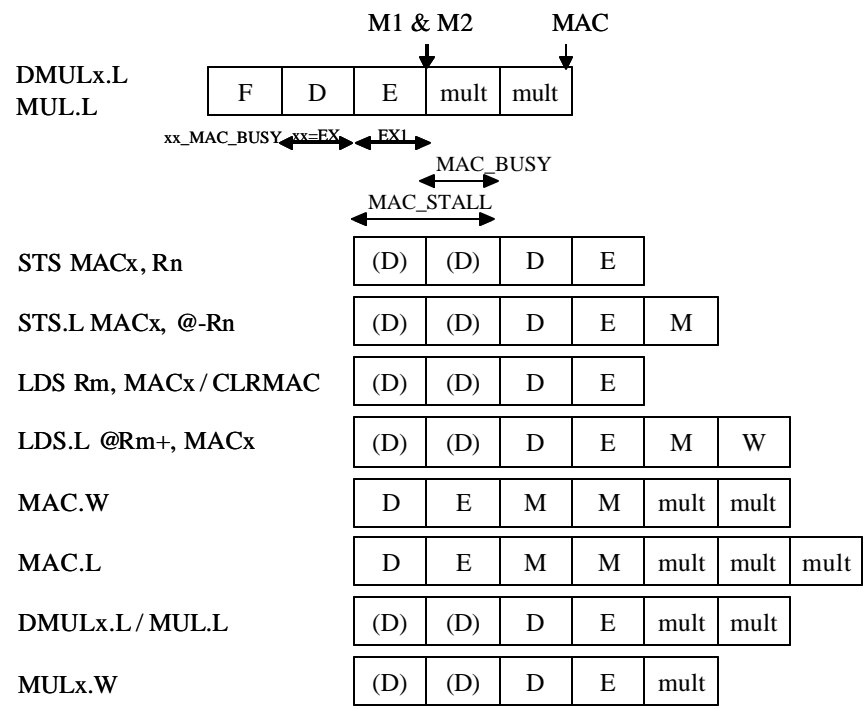 M1 & M2 MAC
DMULx.L
MUL.L
F D E mult mult
xx_MAC_BUSY xx=EX EX1
MAC_BUSY
MAC_STALL
STS MACx, Rn (D) (D) D E
STS.L MACx, @-Rn (D) (D) D E M
LDS Rm, MACx / CLRMAC (D) (D) D E
LDS.L @Rm+, MACx (D) (D) D E M W
MAC.W D E M M mult mult
MAC.L D E M M mult mult mult
DMULx.L / MUL.L (D) (D) D E mult mult
MULx.W (D) (D) D E mult